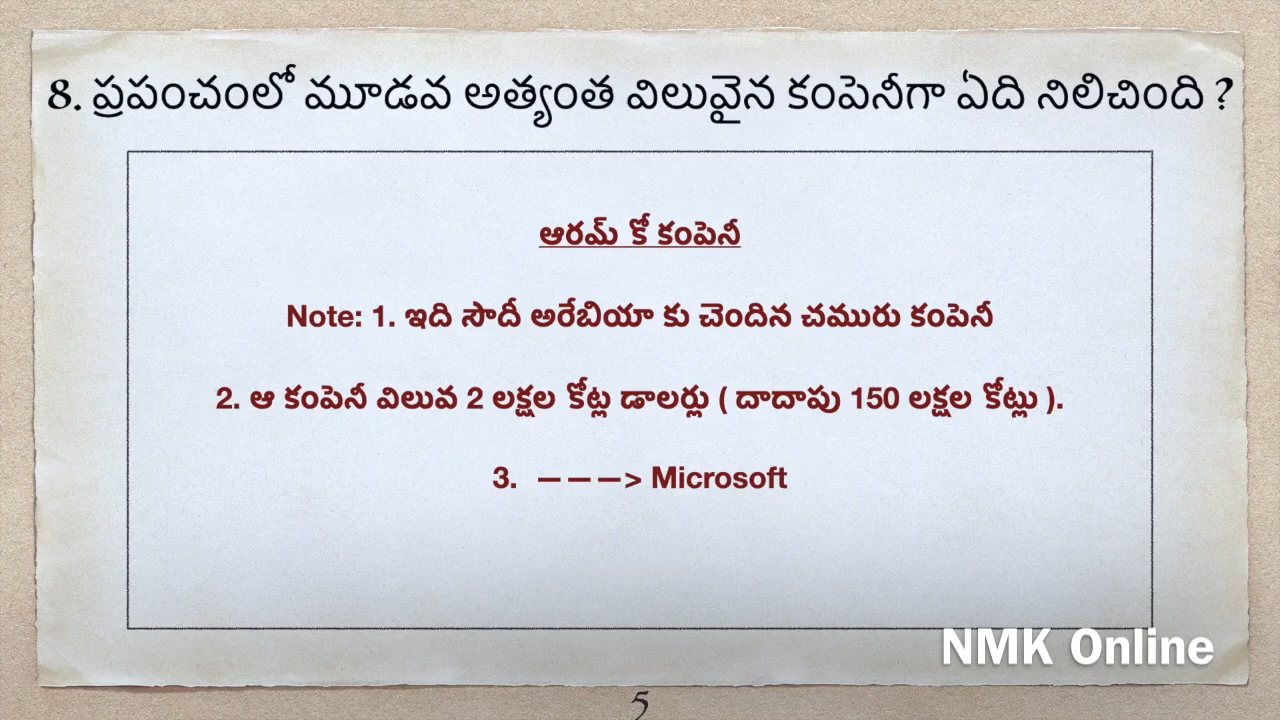 8. ప్రపంచంలో మూడవ అత్యంత విలువైన కంపెనీగా ఏది నిలిచింది ?
ఆరమ్ కో కంపెనీ
Note: 1. ఇది సౌదీ అరేబియా కు చెందిన చమురు కంపెనీ
2. ఆ కంపెనీ విలువ 2 లక్షల కోట్ల డాలర్లు ( దాదాపు 150 లక్షల కోట్లు ).
3. ———> Microsoft
NMK Online
5